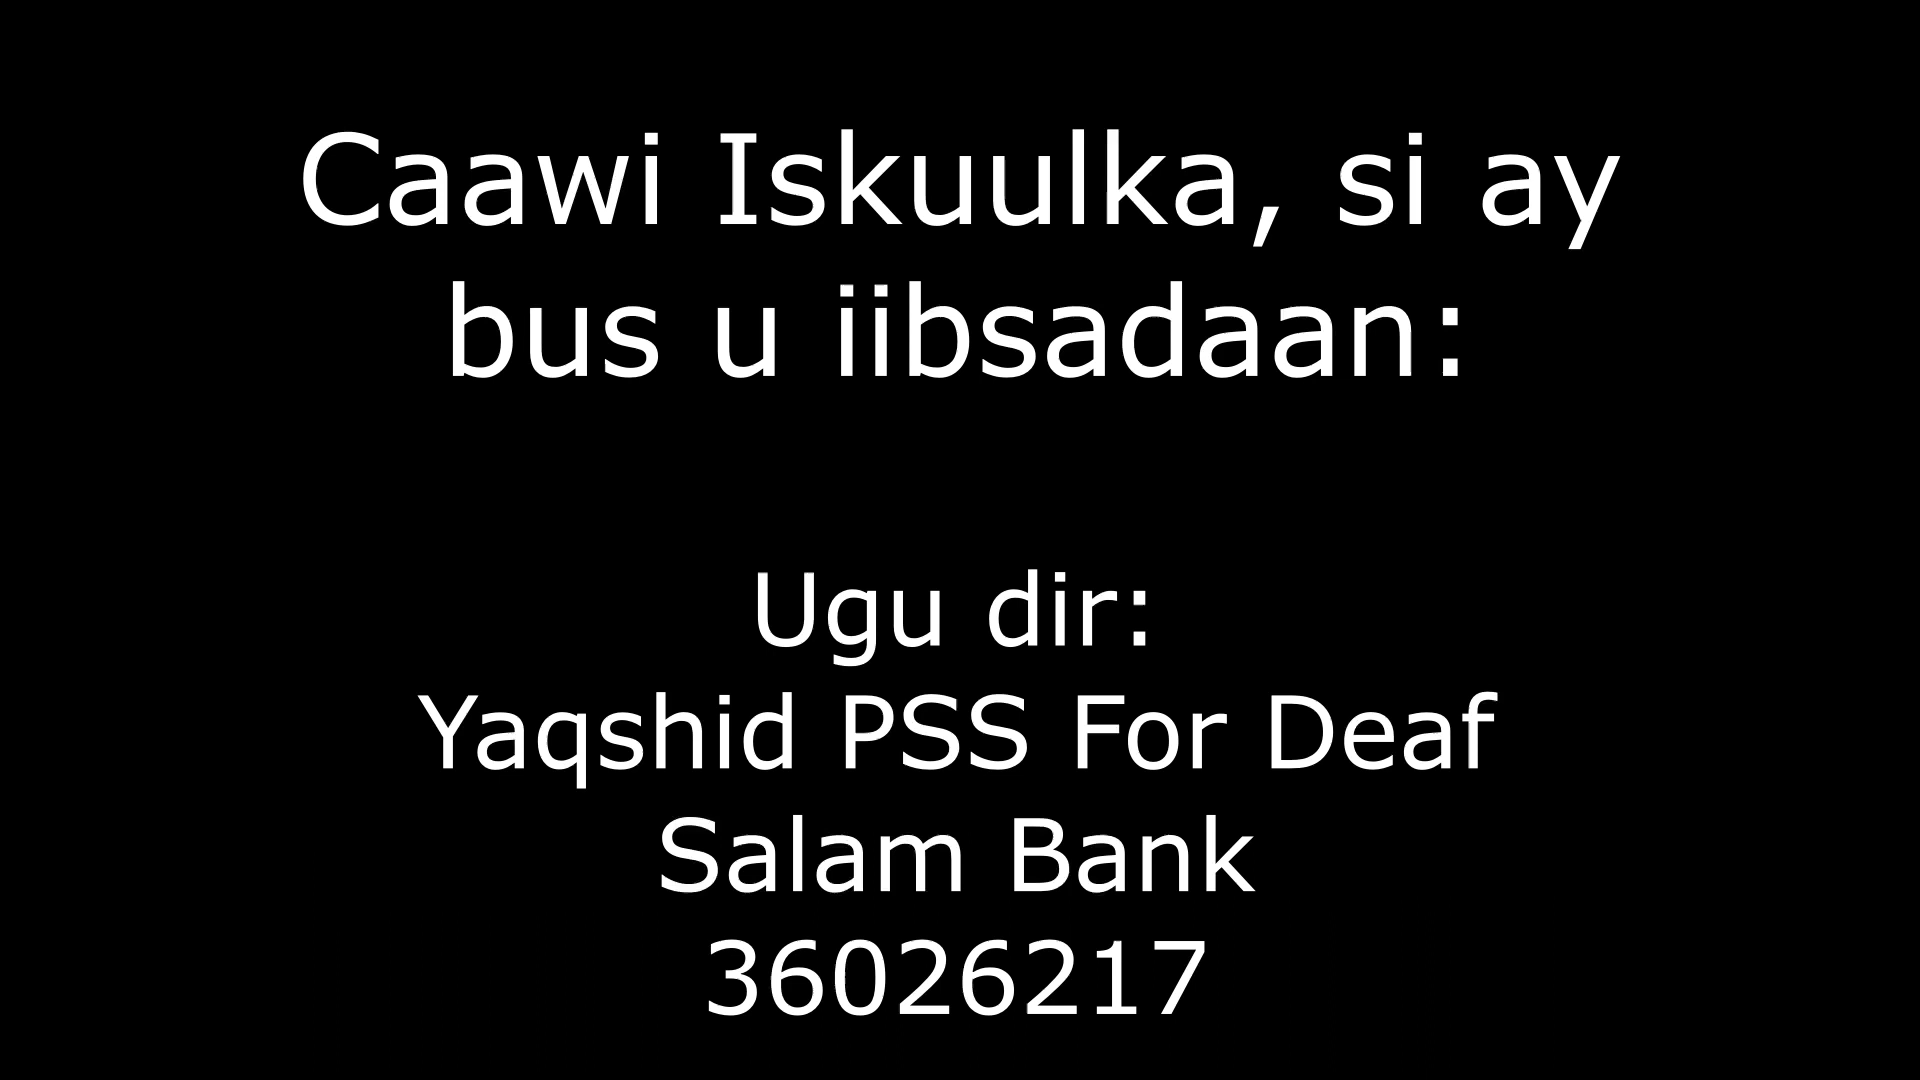 Caawi Iskuulka, si ay
bus u iibsadaan:
Ugu dir:
Yaqshid PSS For Deaf
Salam Bank
36026217